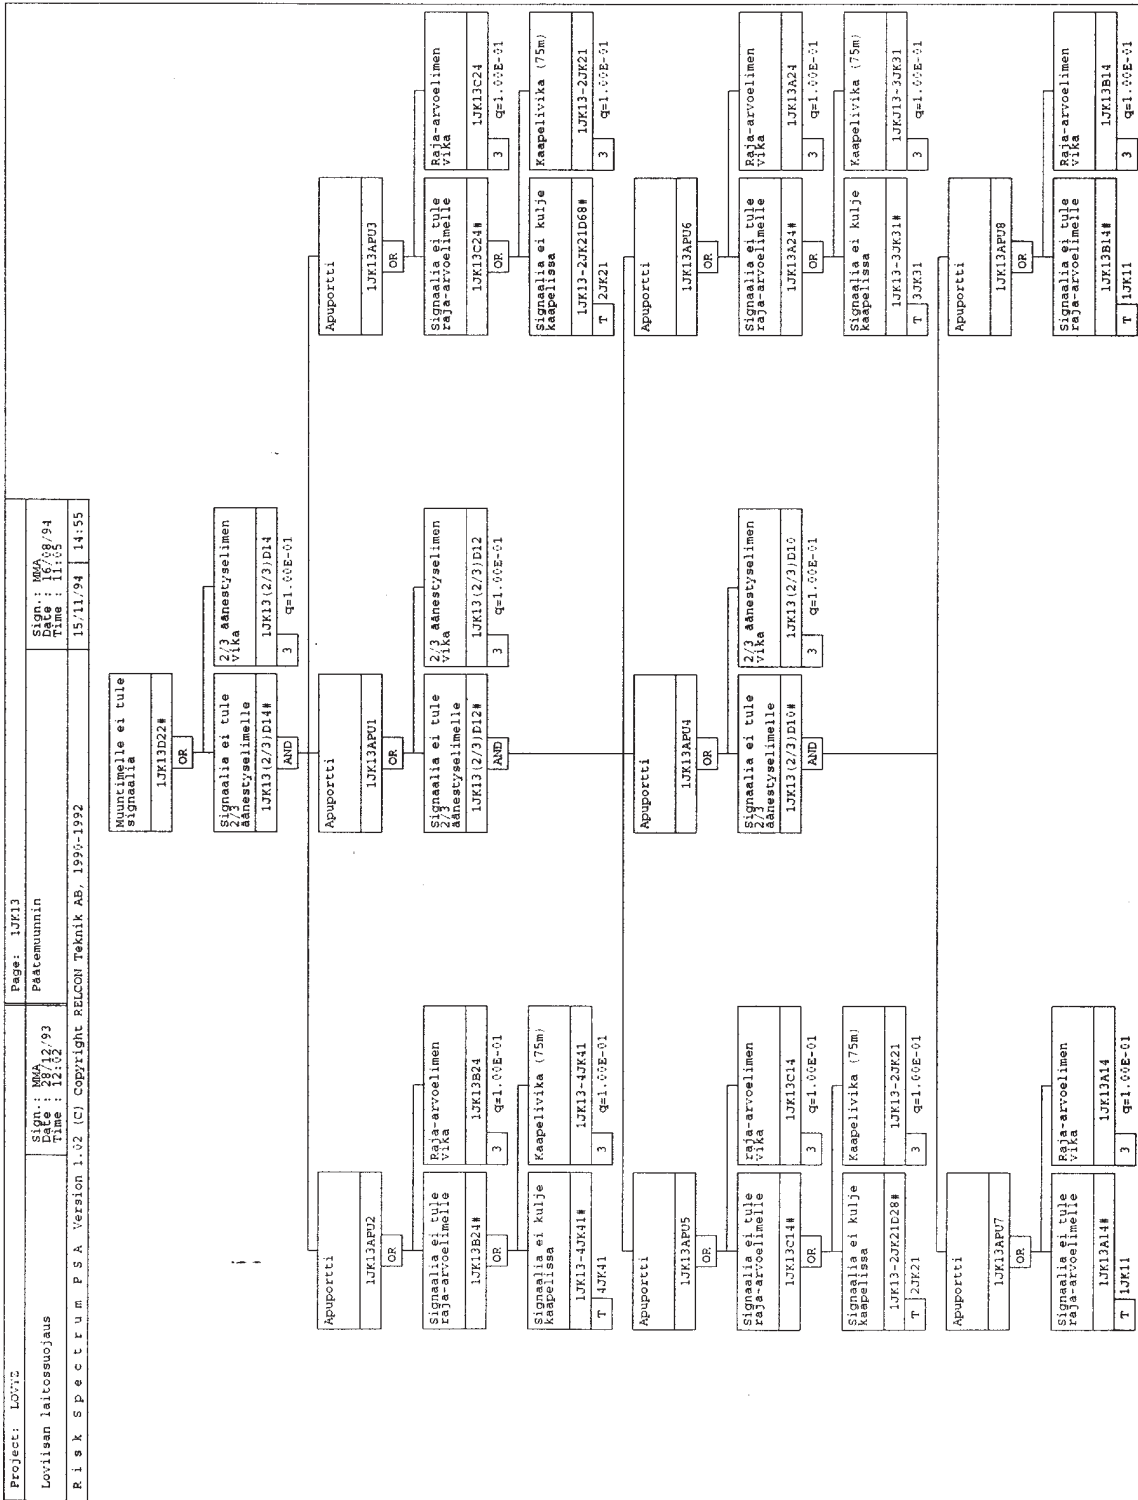 Page: 1JK13
Loviisan laitossuojaus
Sign.: MMA
Date : 28/12/93
Time : 12:02
Päätemuunnin
Sign.: MMA
Date : 16/08/94
Time : 11:05
Risk Spectrum PSA Version 1.02 (C) Copyright RELCON Teknik AB, 1990-1992
15/11/94
14:55
Muuntimelle ei tule
signaalia
1JK13D22#
OR
Signaalia ei tule
2/3
äänestyselimelle
1JK13(2/3)D14#
AND
2/3 äänestyselimen
vika
1JK13(2/3)D14
3
q=1.00E-01
Apuportti
1JK13APU2
OR
Apuportti
1JK13APU1
OR
Apuportti
1JK13APU3
OR
Signaalia ei tule
raja-arvoelimelle
1JK13B24#
OR
Raja-arvoelimen
vika
1JK13B24
3
q=1.00E-01
Signaalia ei tule
2/3
äänestyselimelle
1JK13(2/3)D12#
AND
2/3 äänestyselimen
vika
1JK13(2/3)D12
3
q=1.00E-01
Signaalia ei tule
raja-arvoelimelle
1JK13C24#
OR
Raja-arvoelimen
vika
1JK13C24
3
q=1.00E-01
Signaalia ei kulje
kaapelissa
1JK13-4JK41#
T
4JK41
Kaapelivika (75m)
1JK13-4JK41
3
q=1.00E-01
Signaalia ei kulje
kaapelissa
1JK13-2JK21D68#
T
2JK21
Kaapelivika (75m)
1JK13-2JK21
3
q=1.00E-01
Apuportti
1JK13APU5
OR
Apuportti
1JK13APU4
OR
Apuportti
1JK13APU6
OR
Signaalia ei tule
raja-arvoelimelle
1JK13C14#
OR
raja-arvoelimen
vika
1JK13C14
3
q=1.00E-01
Signaalia ei tule
2/3
äänestyselimelle
1JK13(2/3)D10#
AND
2/3 äänestyselimen
vika
1JK13(2/3)D10
3
q=1.00E-01
Signaalia ei tule
raja-arvoelimelle
1JK13A24#
OR
Raja-arvoelimen
vika
1JK13A24
3
q=1.00E-01
Signaalia ei kulje
kaapelissa
1JK13-2JK21D28#
T
2JK21
Kaapelivika (75m)
1JK13-2JK21
3
q=1.00E-01
Signaalia ei kulje
kaapelissa
1JK13-3JK31#
T
3JK31
Kaapelivika (75m)
1JKJ13-3JK31
3
q=1.00E-01
Apuportti
1JK13APU7
OR
Apuportti
1JK13APU8
OR
Signaalia ei tule
raja-arvoelimelle
1JK13A14#
T
1JK11
Raja-arvoelimen
vika
1JK13A14
3
q=1.00E-01
Signaalia ei tule
raja-arvoelimelle
1JK13B14#
T
1JK11
Raja-arvoelimen
vika
1JK13B14
3
q=1.00E-01